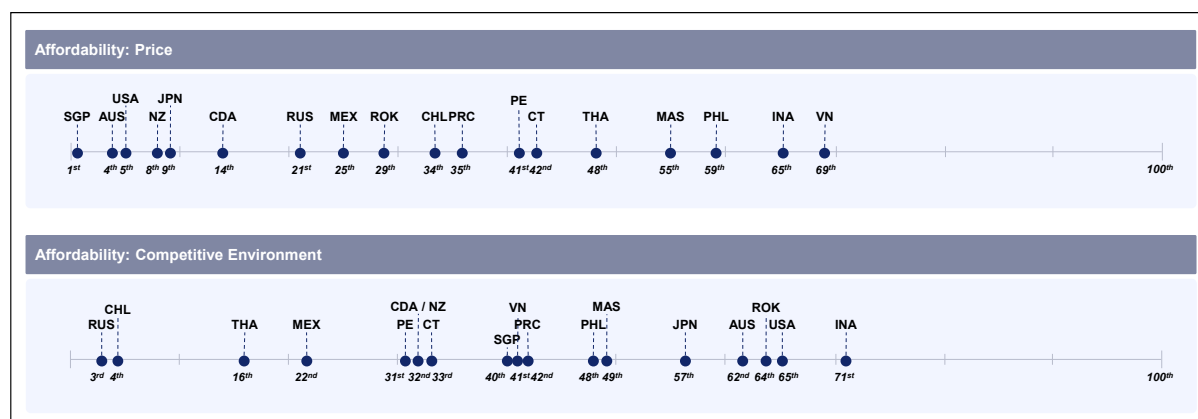 Affordability: Price
USA JPN PE
SGP AUS NZ CDA RUS MEX ROK CHL PRC CT THA MAS PHL INA VN
1st 4th 5th 8th 9th 14th 21st 25th 29th 34th 35th 41st 42nd 48th 55th 59th 65th 69th 100th
Affordability: Competitive Environment
CHL CDA / NZ VN MAS ROK
RUS THA MEX PE CT PRC PHL JPN AUS USA INA
SGP
3rd 4th 16th 22nd 31st 32nd 33rd 40th 41st 42nd 48th 49th 57th 62nd 64th 65th 71st 100th